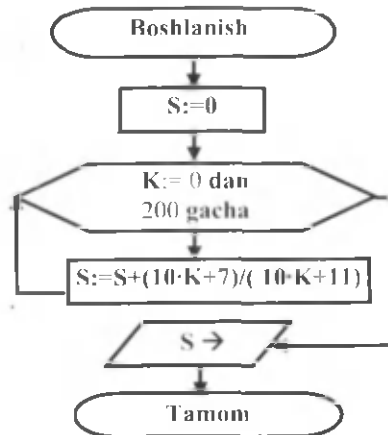 Boshlanish
S:=0
K:= 0 dan
200 gacha
S:=S+(10·K+7)/( 10·K+11)
S →
Tamom